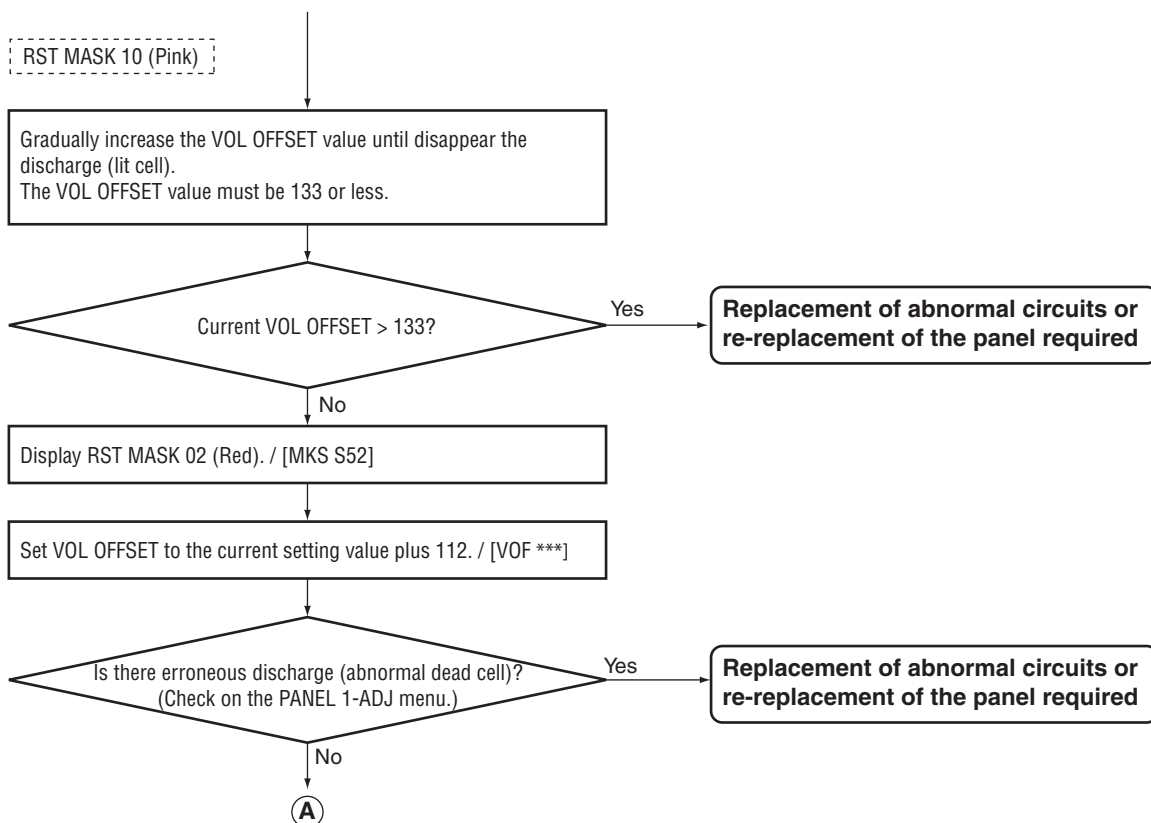 RST MASK 10 (Pink)
Gradually increase the VOL OFFSET value until disappear the
discharge (lit cell).
The VOL OFFSET value must be 133 or less.
Current VOL OFFSET > 133?
Yes
Replacement of abnormal circuits or
re-replacement of the panel required
No
Display RST MASK 02 (Red). / [MKS S52]
Set VOL OFFSET to the current setting value plus 112. / [VOF ***]
Is there erroneous discharge (abnormal dead cell)?
(Check on the PANEL 1-ADJ menu.)
Yes
Replacement of abnormal circuits or
re-replacement of the panel required
No
A